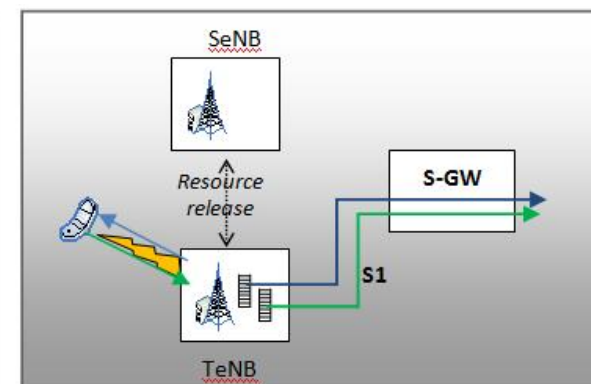 SeNB
Resource
release
S-GW
S1
TeNB